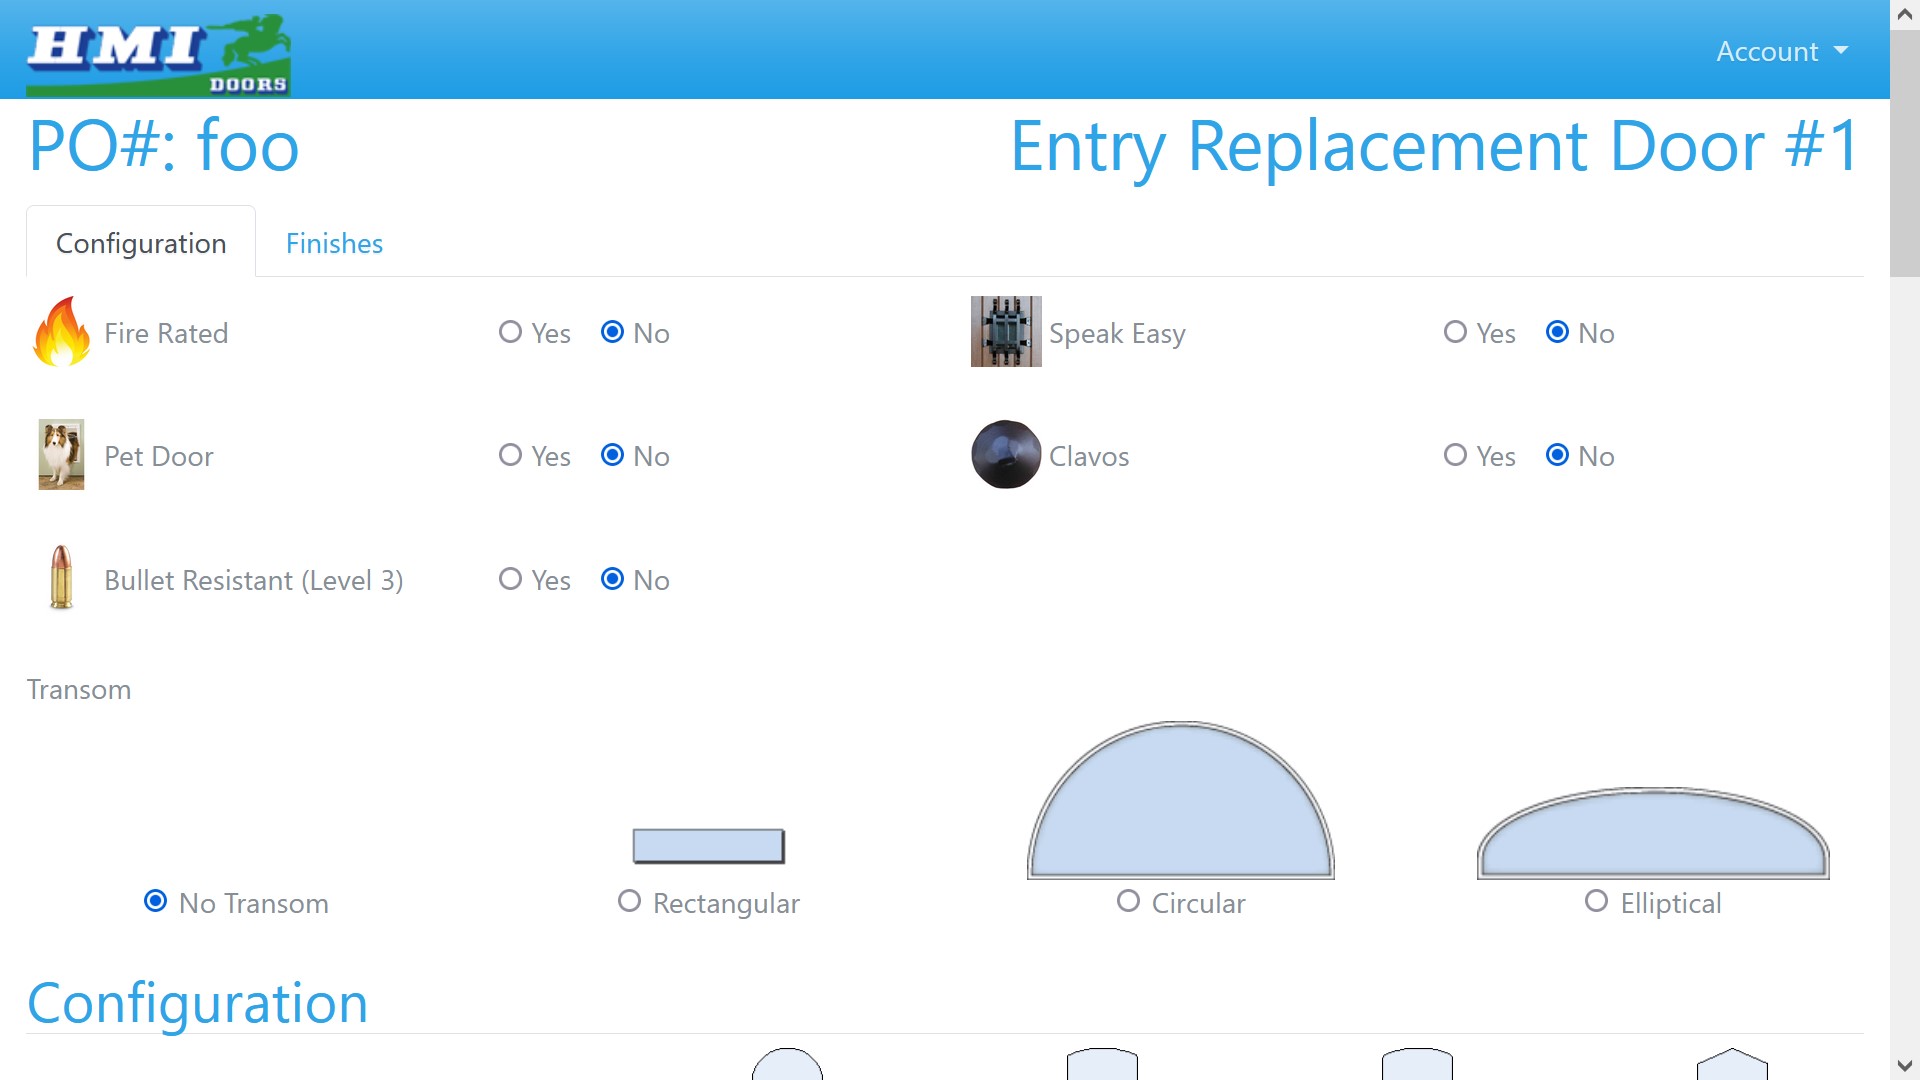 HMI
DOORS
Account
PO#: foo
Entry Replacement Door #1
Configuration
Finishes
Fire Rated
Yes
No
Speak Easy
Yes
No
Pet Door
Yes
No
Clavos
Yes
No
Bullet Resistant (Level 3)
Yes
No
Transom
No Transom
Rectangular
Circular
Elliptical
Configuration